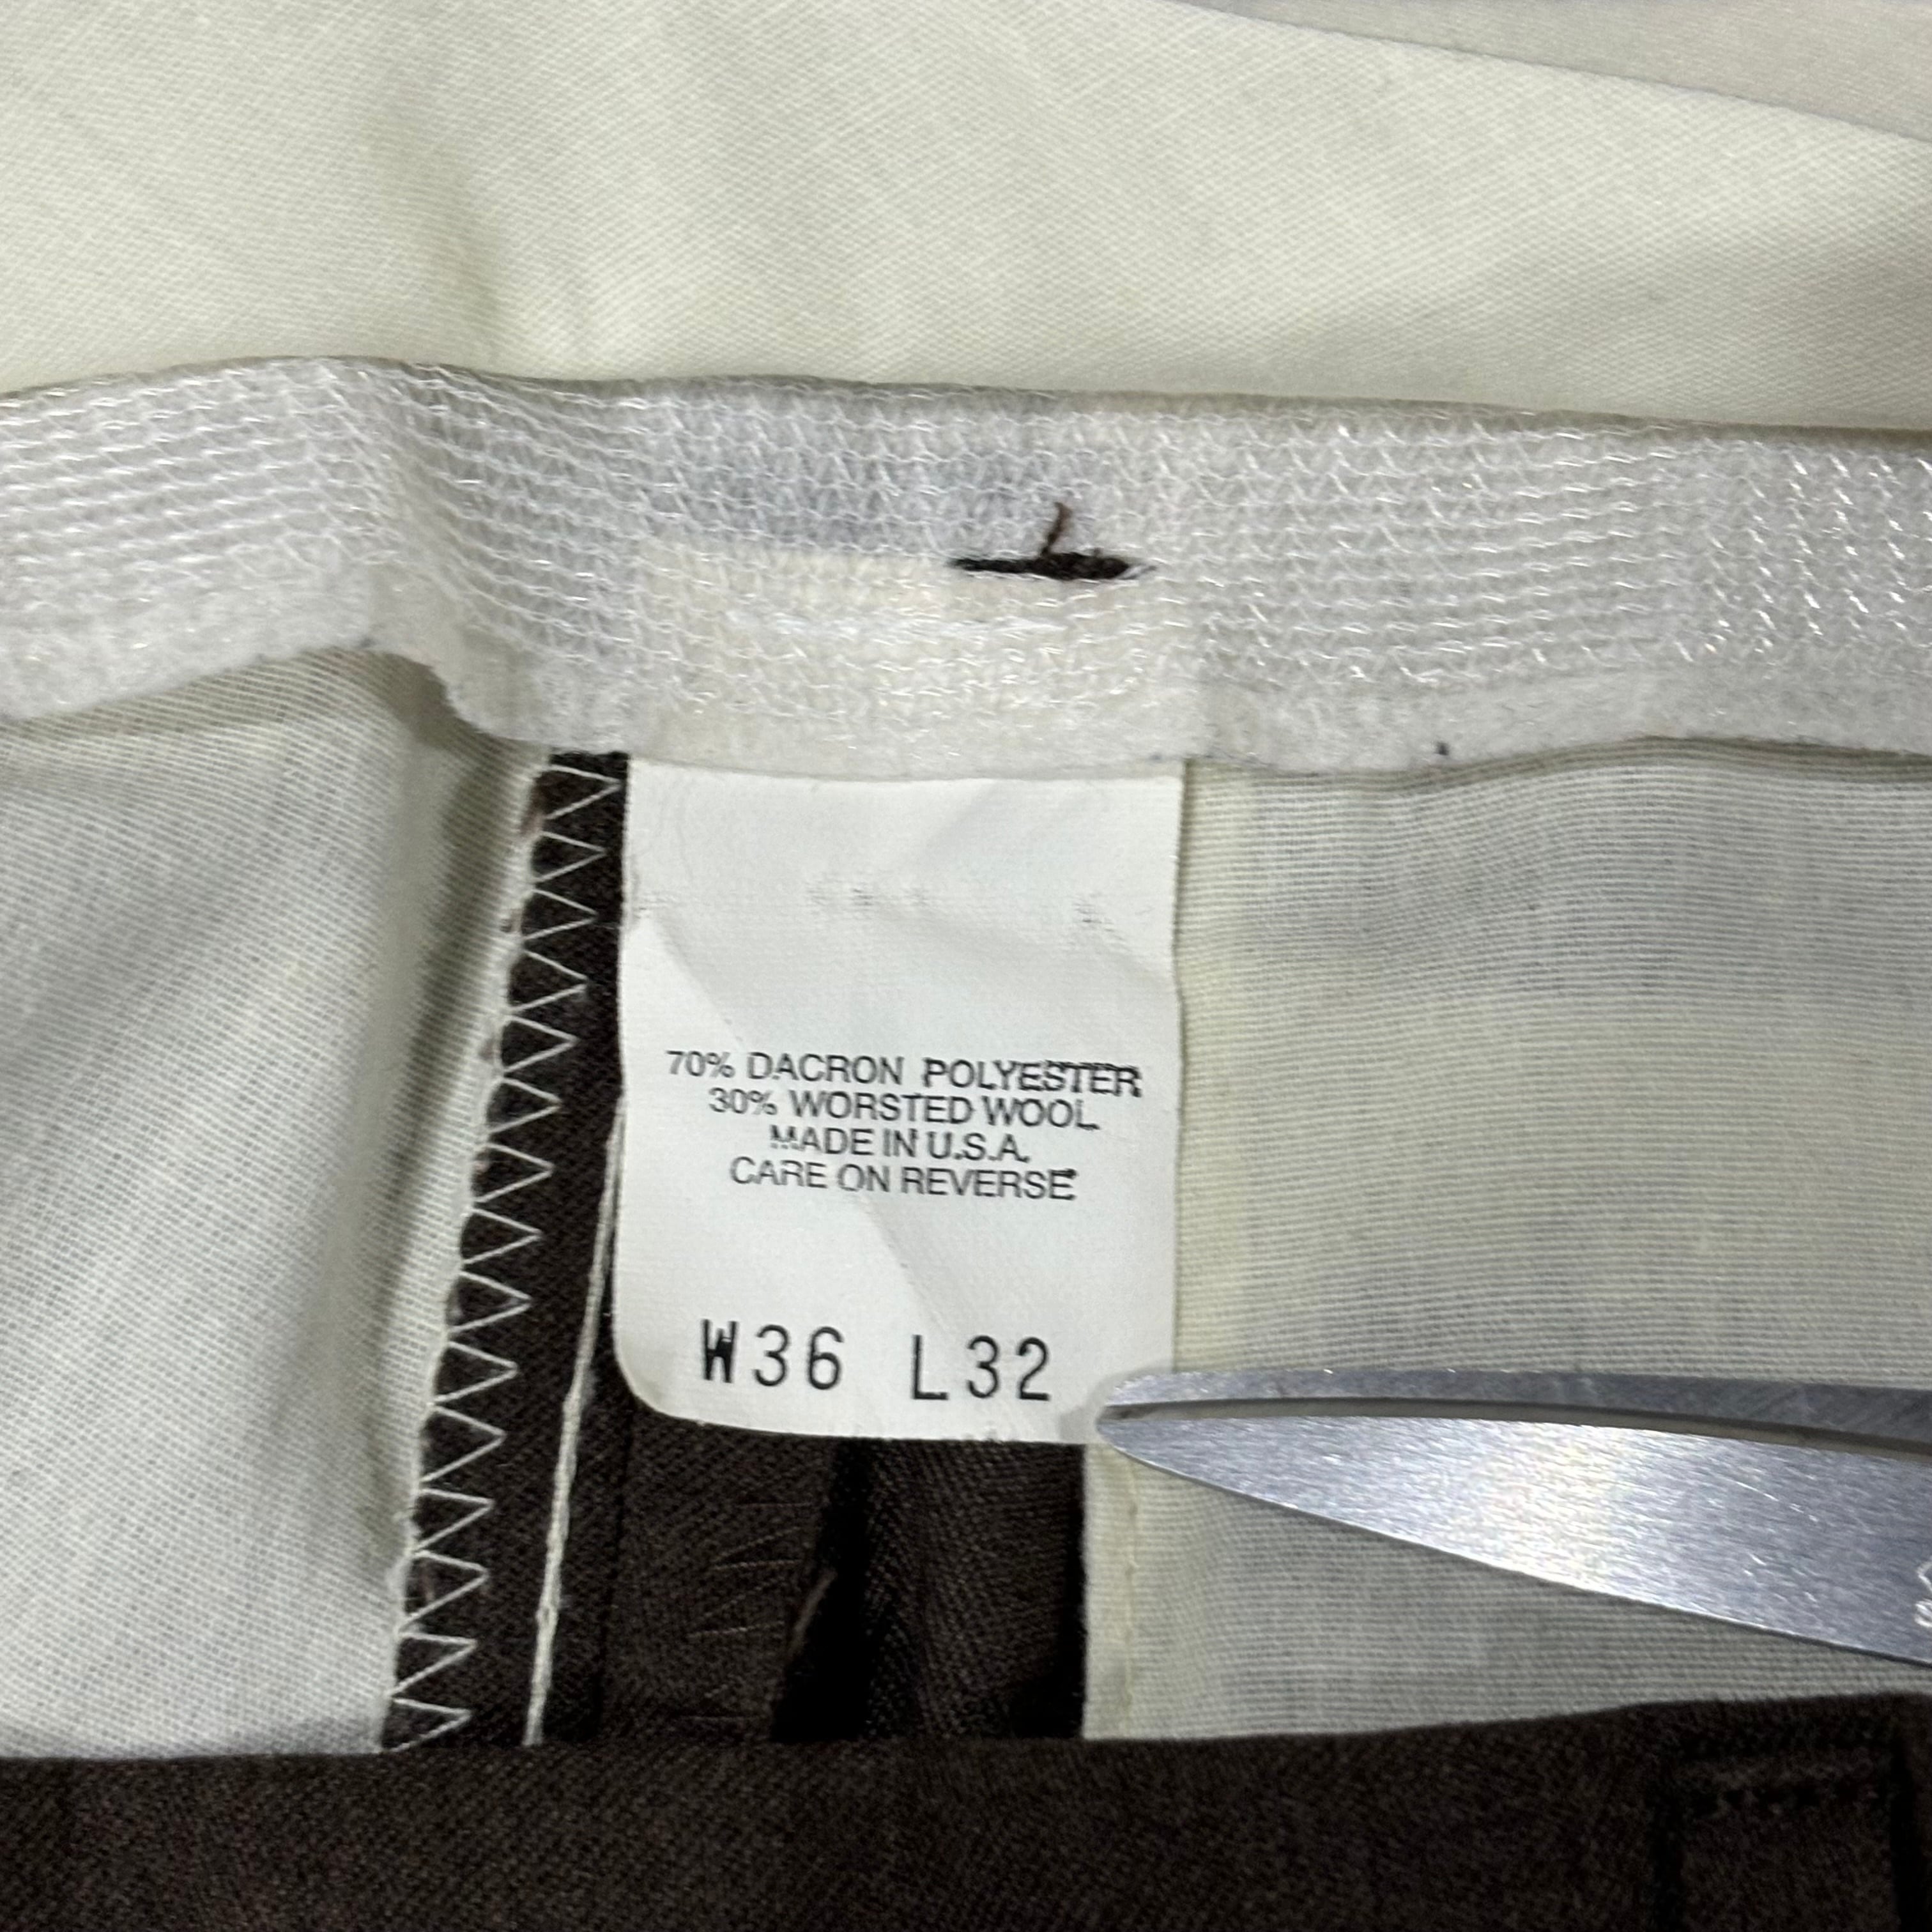 70% DACRON POLYESTER
30% WORSTED WOOL
MADE IN U.S.A.
CARE ON REVERSE
W36 L32